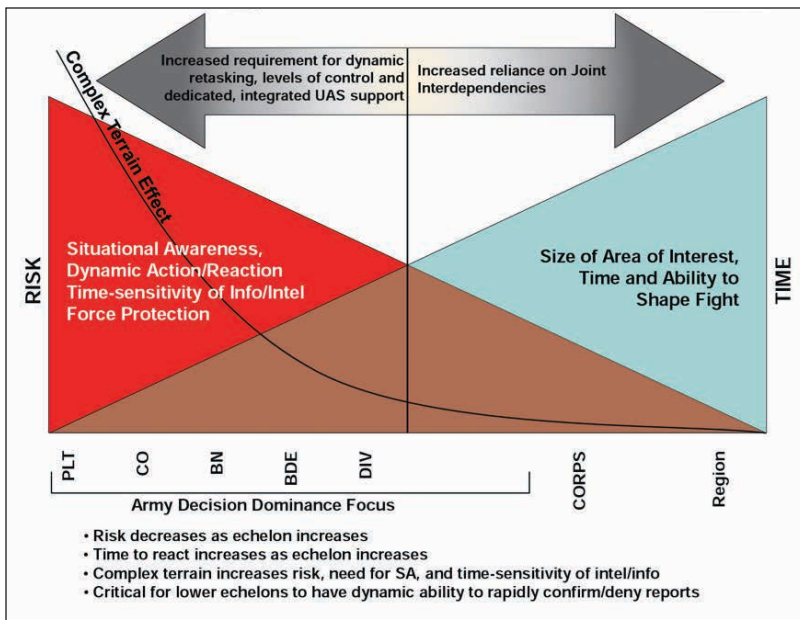 Increased requirement for dynamic
retasking, levels of control and
dedicated, integrated UAS support
Increased reliance on Joint
Interdependencies
Complex Terrain Effect
RISK
Situational Awareness,
Dynamic Action/Reaction
Time-sensitivity of Info/Intel
Force Protection
Size of Area of Interest,
Time and Ability to
Shape Fight
TIME
PLT
CO
BN
BDE
DIV
CORPS
Region
Army Decision Dominance Focus
• Risk decreases as echelon increases
• Time to react increases as echelon increases
• Complex terrain increases risk, need for SA, and time-sensitivity of intel/info
• Critical for lower echelons to have dynamic ability to rapidly confirm/deny reports